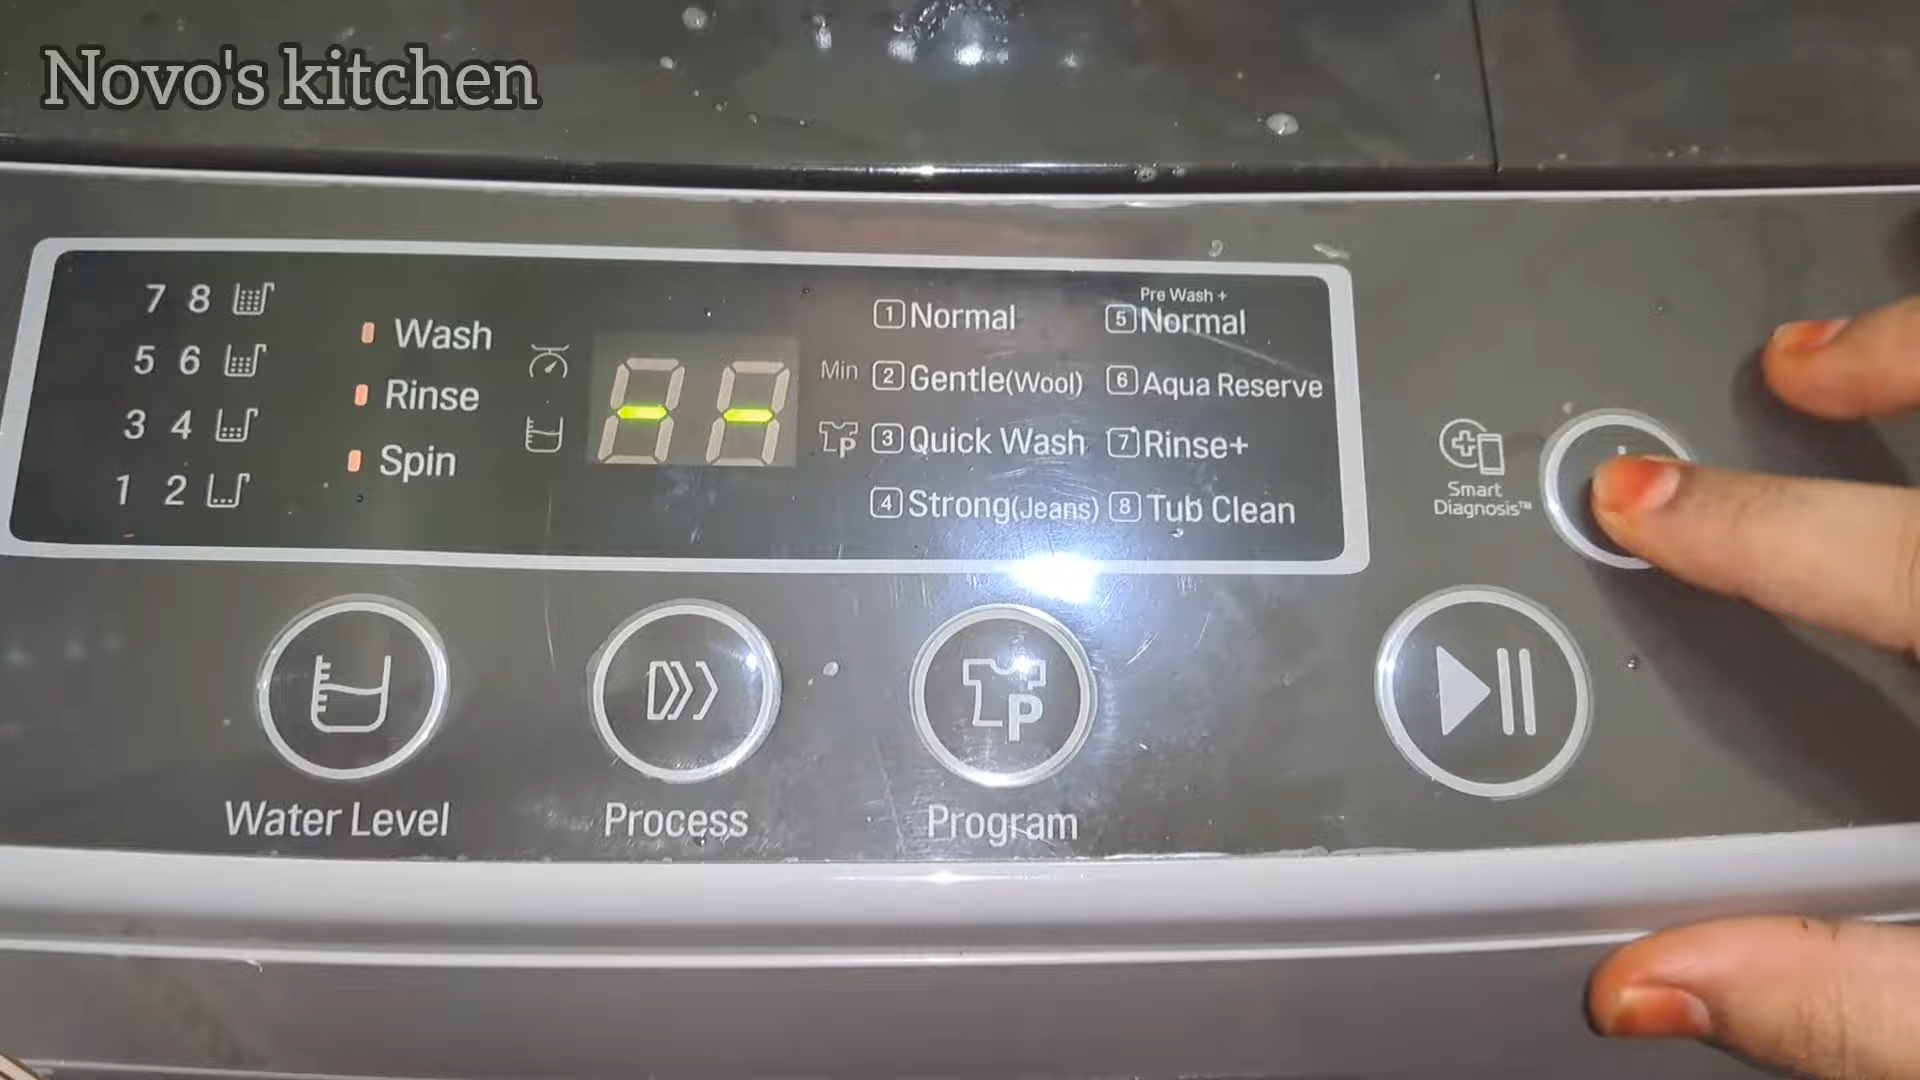 Novo's kitchen
7 8
5 6
3 4
1 2
Wash
Rinse
Spin
--
Min
1 Normal
2 Gentle(Wool)
3 Quick Wash
4 Strong(Jeans)
Pre Wash +
5 Normal
6 Aqua Reserve
7 Rinse+
8 Tub Clean
Smart
Diagnosis™
P
P
Water Level
Process
Program